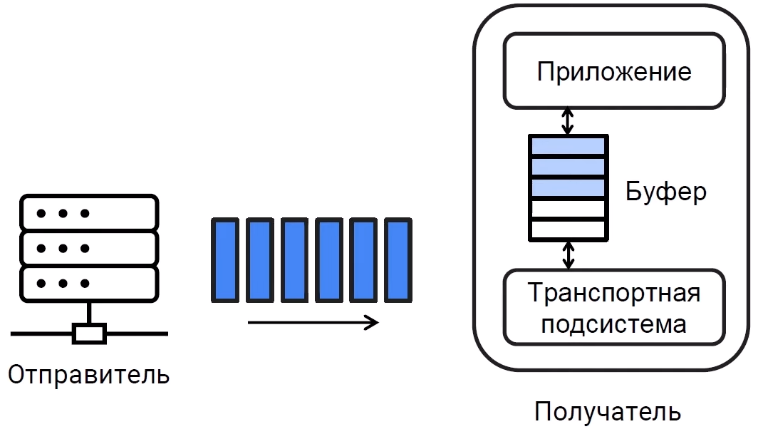 Приложение
Буфер
Транспортная
подсистема
Отправитель
Получатель